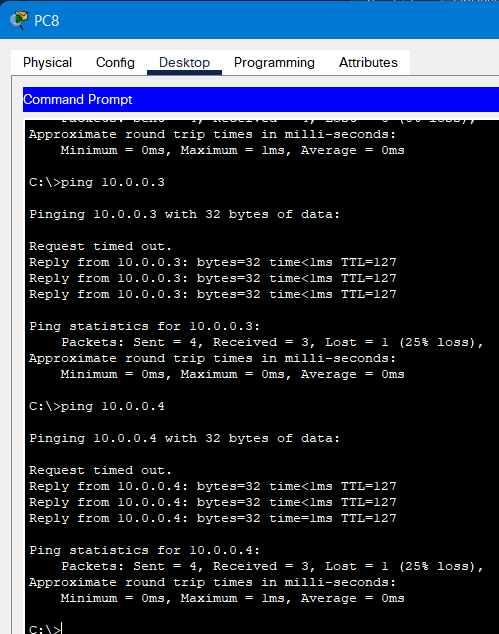 PC8
Physical Config Desktop Programming Attributes
Command Prompt
Packets: Sent = 4, Received = 4, Lost = 0 (0% loss),
Approximate round trip times in milli-seconds:
Minimum = 0ms, Maximum = 1ms, Average = 0ms
C:\>ping 10.0.0.3
Pinging 10.0.0.3 with 32 bytes of data:
Request timed out.
Reply from 10.0.0.3: bytes=32 time<1ms TTL=127
Reply from 10.0.0.3: bytes=32 time<1ms TTL=127
Reply from 10.0.0.3: bytes=32 time<1ms TTL=127
Ping statistics for 10.0.0.3:
Packets: Sent = 4, Received = 3, Lost = 1 (25% loss),
Approximate round trip times in milli-seconds:
Minimum = 0ms, Maximum = 0ms, Average = 0ms
C:\>ping 10.0.0.4
Pinging 10.0.0.4 with 32 bytes of data:
Request timed out.
Reply from 10.0.0.4: bytes=32 time<1ms TTL=127
Reply from 10.0.0.4: bytes=32 time<1ms TTL=127
Reply from 10.0.0.4: bytes=32 time=1ms TTL=127
Ping statistics for 10.0.0.4:
Packets: Sent = 4, Received = 3, Lost = 1 (25% loss),
Approximate round trip times in milli-seconds:
Minimum = 0ms, Maximum = 1ms, Average = 0ms
C:\>